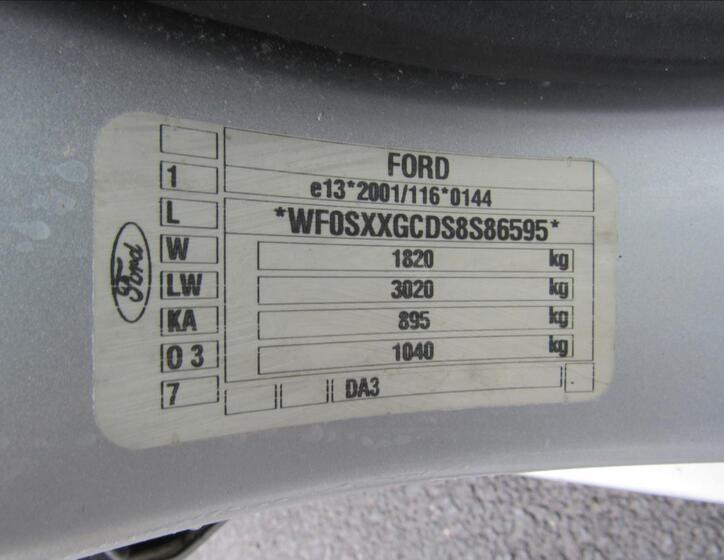 FORD
e13*2001/116*0144
*WF0SXXGCDS8S86595*
1
L
W 1820 kg
LW 3020 kg
KA 895 kg
O 3 1040 kg
7 DA3
Ford